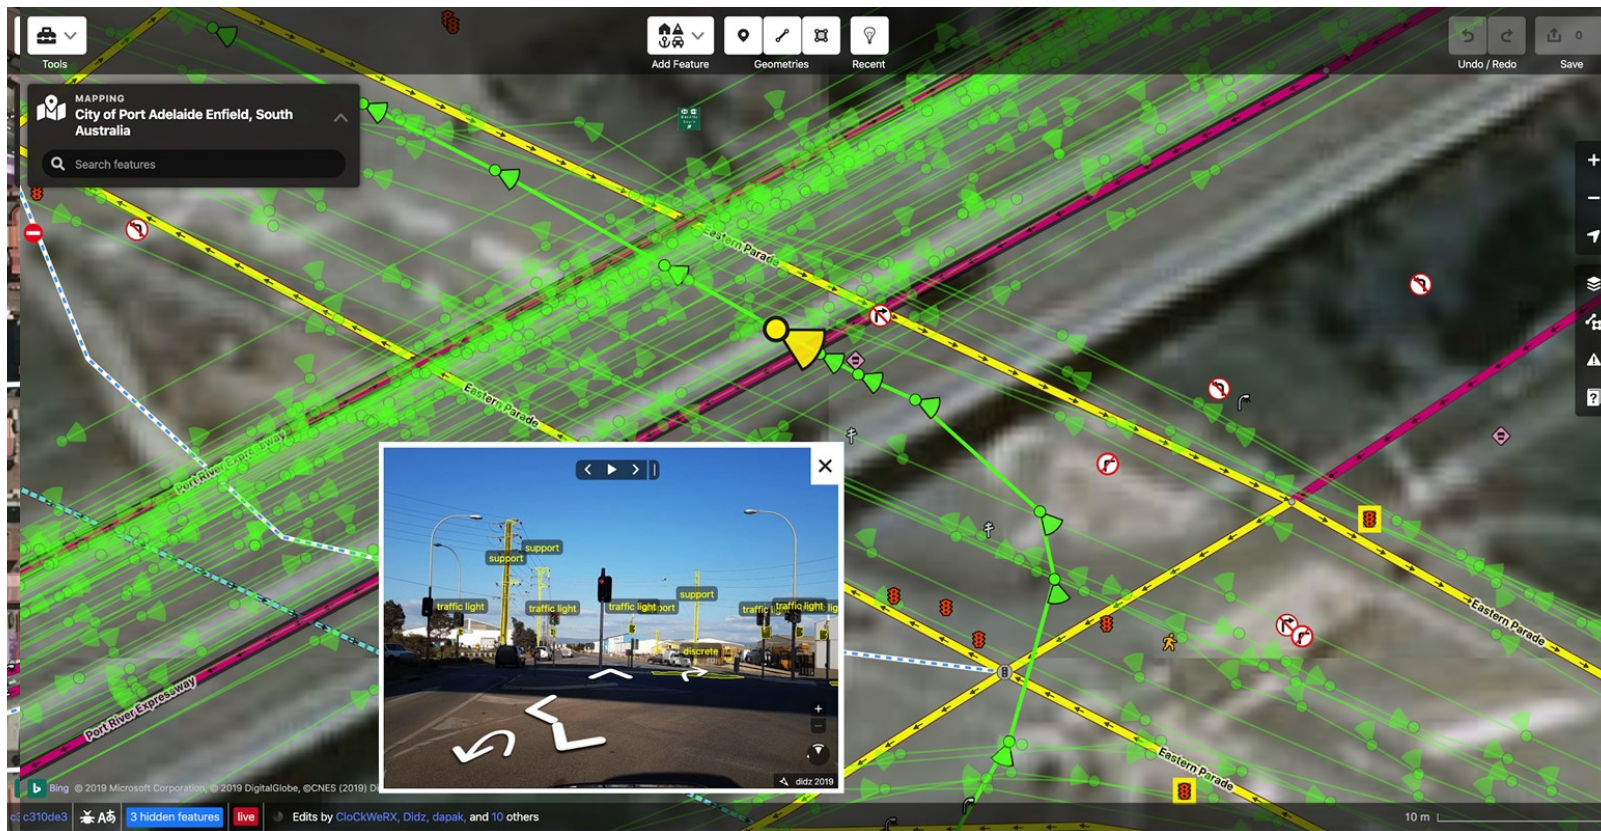 Tools
Add Feature
Geometries
Recent
Undo / Redo
0
Save
MAPPING
City of Port Adelaide Enfield, South
Australia
Search features
Eastern Parade
Eastern Parade
Port River Expressway
support
support
support
traffic light
traffic light
traffic light
traffic light
discrete
didz 2019
Eastern Parade
Port River Expressway
Eastern Parade
Bing © 2019 Microsoft Corporation, © 2019 DigitalGlobe, ©CNES (2019) Di
c310de3
3 hidden features
live
Edits by CloCkWeRX, Didz, dapak, and 10 others
10 m